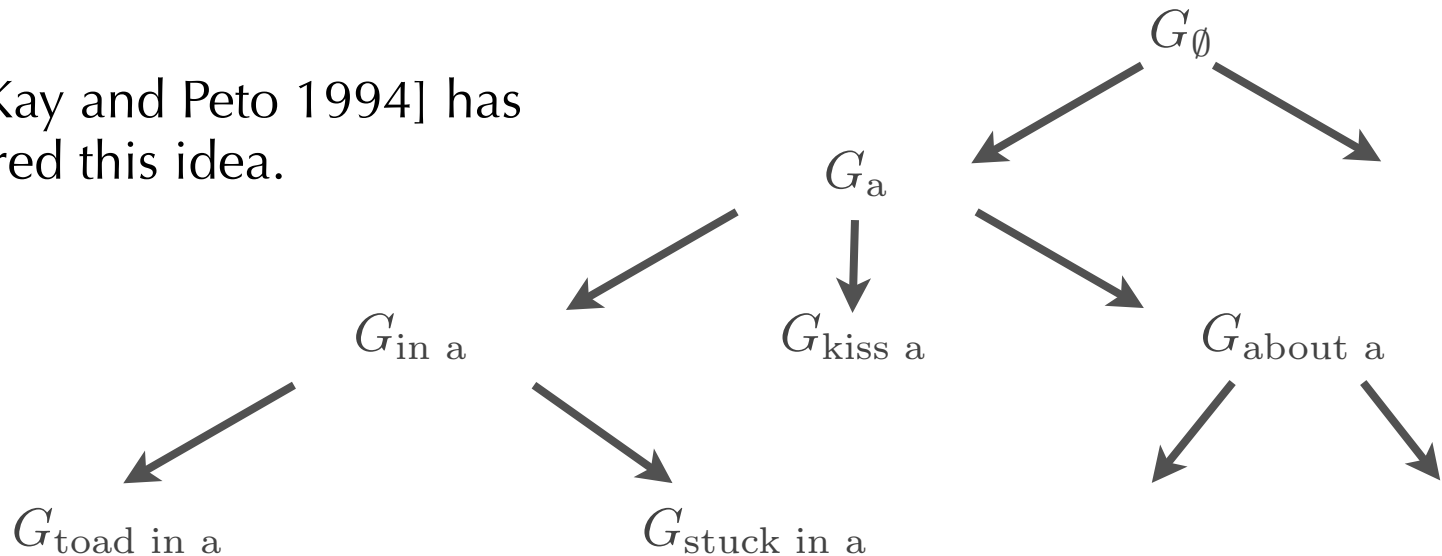 G∅
Kay and Peto 1994] has
red this idea.
Ga
Gin a
Gkiss a
Gabout a
Gtoad in a
Gstuck in a